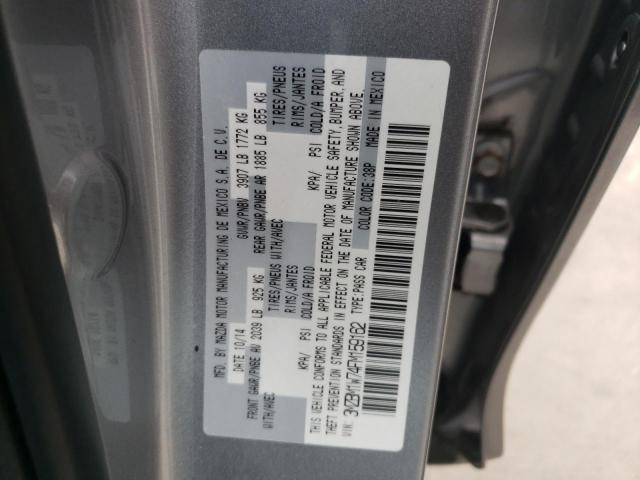 MFD. BY MAZDA MOTOR MANUFACTURING DE MEXICO S.A. DE C.V.
DATE 10/14 GVWR/PNBV 3907 LB 1772 KG
FRONT GAWR/PNBE AV 2039 LB 925 KG REAR GAWR/PNBE AR 1885 LB 855 KG
WITH/AVEC TIRES/PNEUS WITH/AVEC TIRES/PNEUS
RIMS/JANTES RIMS/JANTES
KPA/ PSI COLD/A FROID KPA/ PSI COLD/A FROID
THIS VEHICLE CONFORMS TO ALL APPLICABLE FEDERAL MOTOR VEHICLE SAFETY, BUMPER, AND
THEFT PREVENTION STANDARDS IN EFFECT ON THE DATE OF MANUFACTURE SHOWN ABOVE.
VIN: 3MZBM1W74FM159762 TYPE:PASS CAR COLOR CODE:38P MADE IN MEXICO